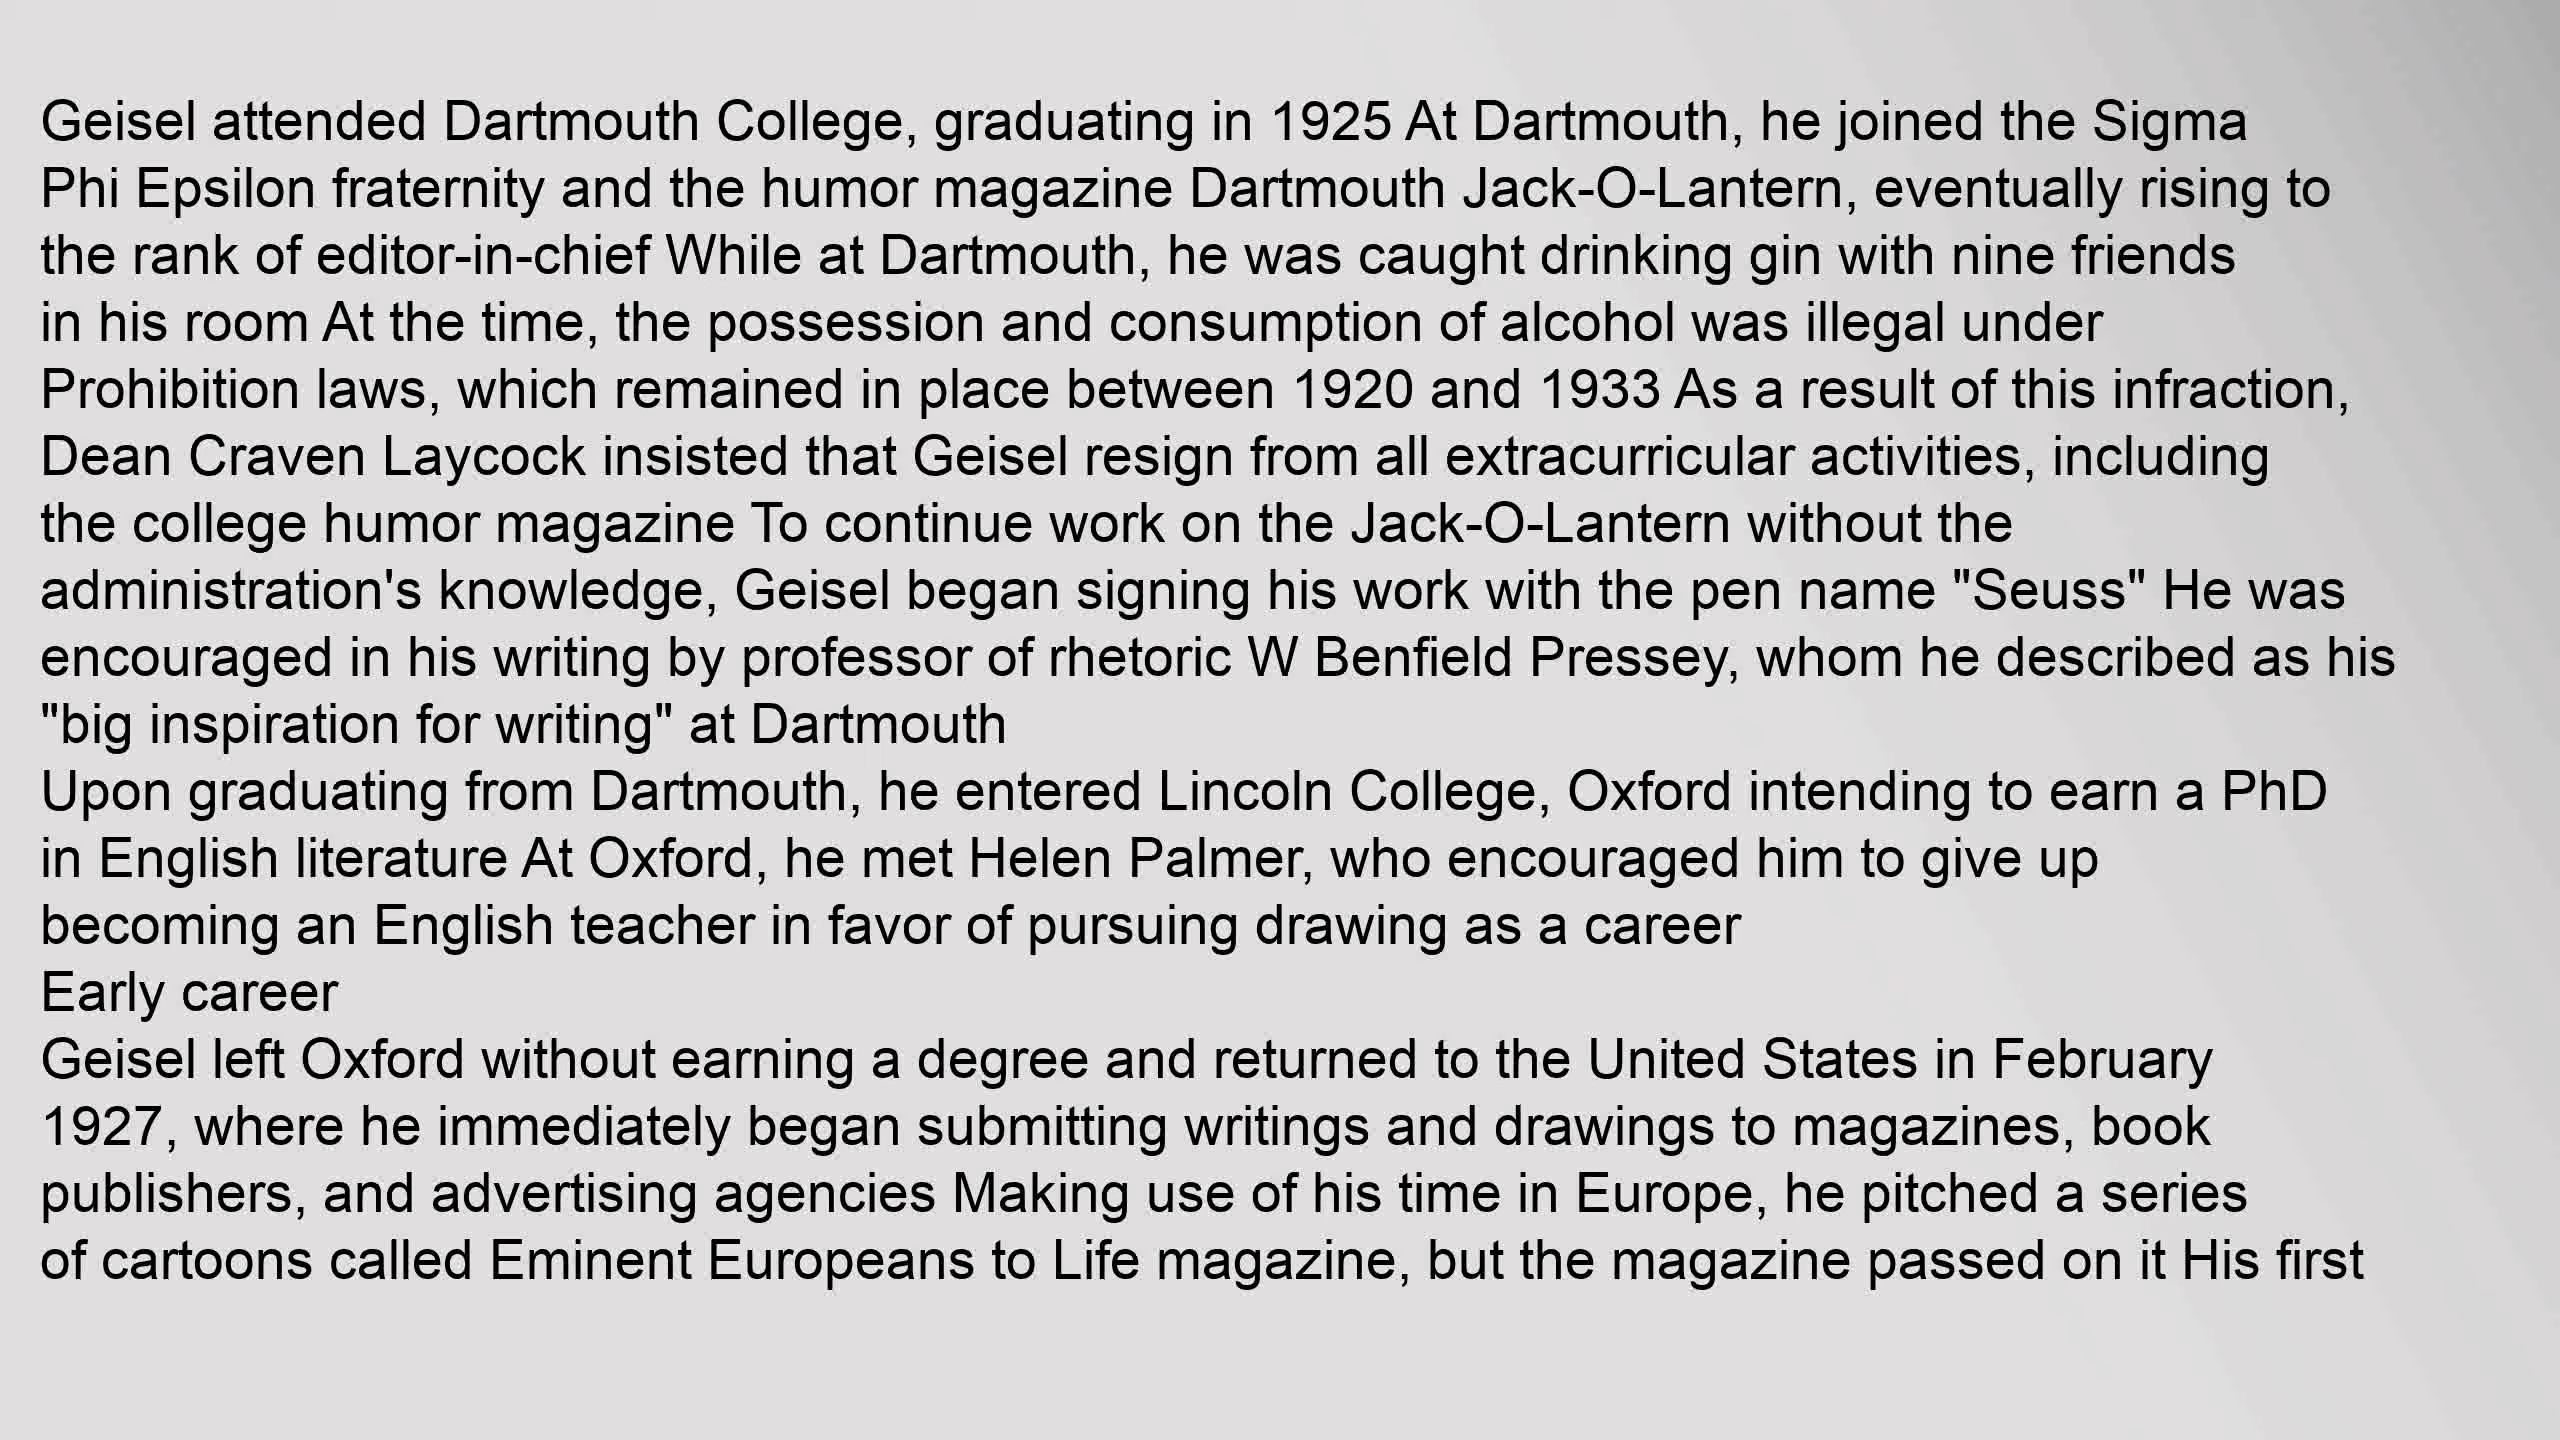 Geisel attended Dartmouth College, graduating in 1925 At Dartmouth, he joined the Sigma
Phi Epsilon fraternity and the humor magazine Dartmouth Jack-O-Lantern, eventually rising to
the rank of editor-in-chief While at Dartmouth, he was caught drinking gin with nine friends
in his room At the time, the possession and consumption of alcohol was illegal under
Prohibition laws, which remained in place between 1920 and 1933 As a result of this infraction,
Dean Craven Laycock insisted that Geisel resign from all extracurricular activities, including
the college humor magazine To continue work on the Jack-O-Lantern without the
administration's knowledge, Geisel began signing his work with the pen name "Seuss" He was
encouraged in his writing by professor of rhetoric W Benfield Pressey, whom he described as his
"big inspiration for writing" at Dartmouth
Upon graduating from Dartmouth, he entered Lincoln College, Oxford intending to earn a PhD
in English literature At Oxford, he met Helen Palmer, who encouraged him to give up
becoming an English teacher in favor of pursuing drawing as a career
Early career
Geisel left Oxford without earning a degree and returned to the United States in February
1927, where he immediately began submitting writings and drawings to magazines, book
publishers, and advertising agencies Making use of his time in Europe, he pitched a series
of cartoons called Eminent Europeans to Life magazine, but the magazine passed on it His first